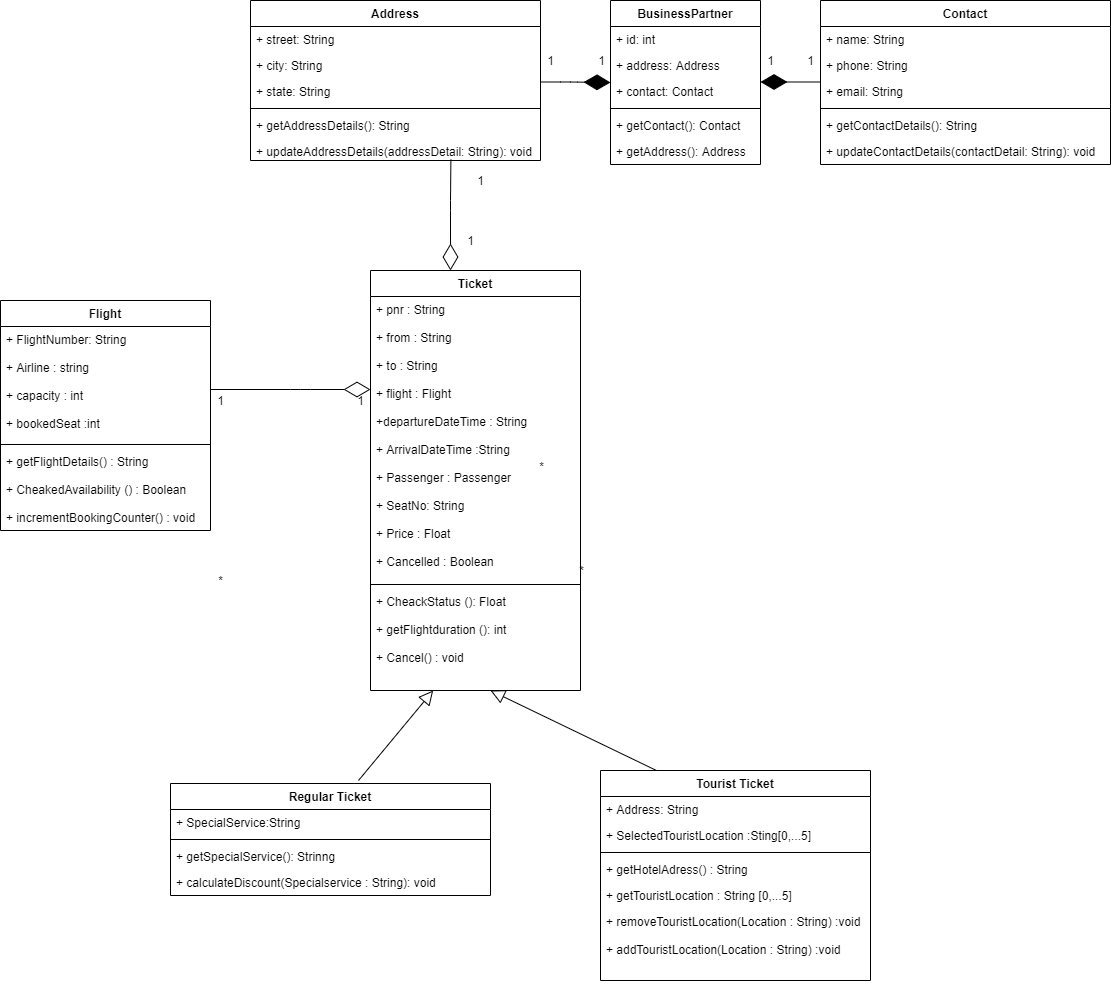 Address
+ street: String
+ city: String
+ state: String
+ getAddressDetails(): String
+ updateAddressDetails(addressDetail: String): void
1
1
BusinessPartner
+ id: int
+ address: Address
+ contact: Contact
+ getContact(): Contact
+ getAddress(): Address
1
1
Contact
+ name: String
+ phone: String
+ email: String
+ getContactDetails(): String
+ updateContactDetails(contactDetail: String): void
1
1
Flight
+ FlightNumber: String
+ Airline : string
+ capacity : int
+ bookedSeat :int
+ getFlightDetails() : String
+ CheakedAvailability () : Boolean
+ incrementBookingCounter() : void
1
1
*
Ticket
+ pnr : String
+ from : String
+ to : String
+ flight : Flight
+departureDateTime : String
+ ArrivalDateTime :String
*
+ Passenger : Passenger
+ SeatNo: String
+ Price : Float
+ Cancelled : Boolean
*
+ CheackStatus (): Float
+ getFlightduration (): int
+ Cancel() : void
Regular Ticket
+ SpecialService:String
+ getSpecialService(): Strinng
+ calculateDiscount(Specialservice : String): void
Tourist Ticket
+ Address: String
+ SelectedTouristLocation :Sting[0,...5]
+ getHotelAdress() : String
+ getTouristLocation : String [0,...5]
+ removeTouristLocation(Location : String) :void
+ addTouristLocation(Location : String) :void